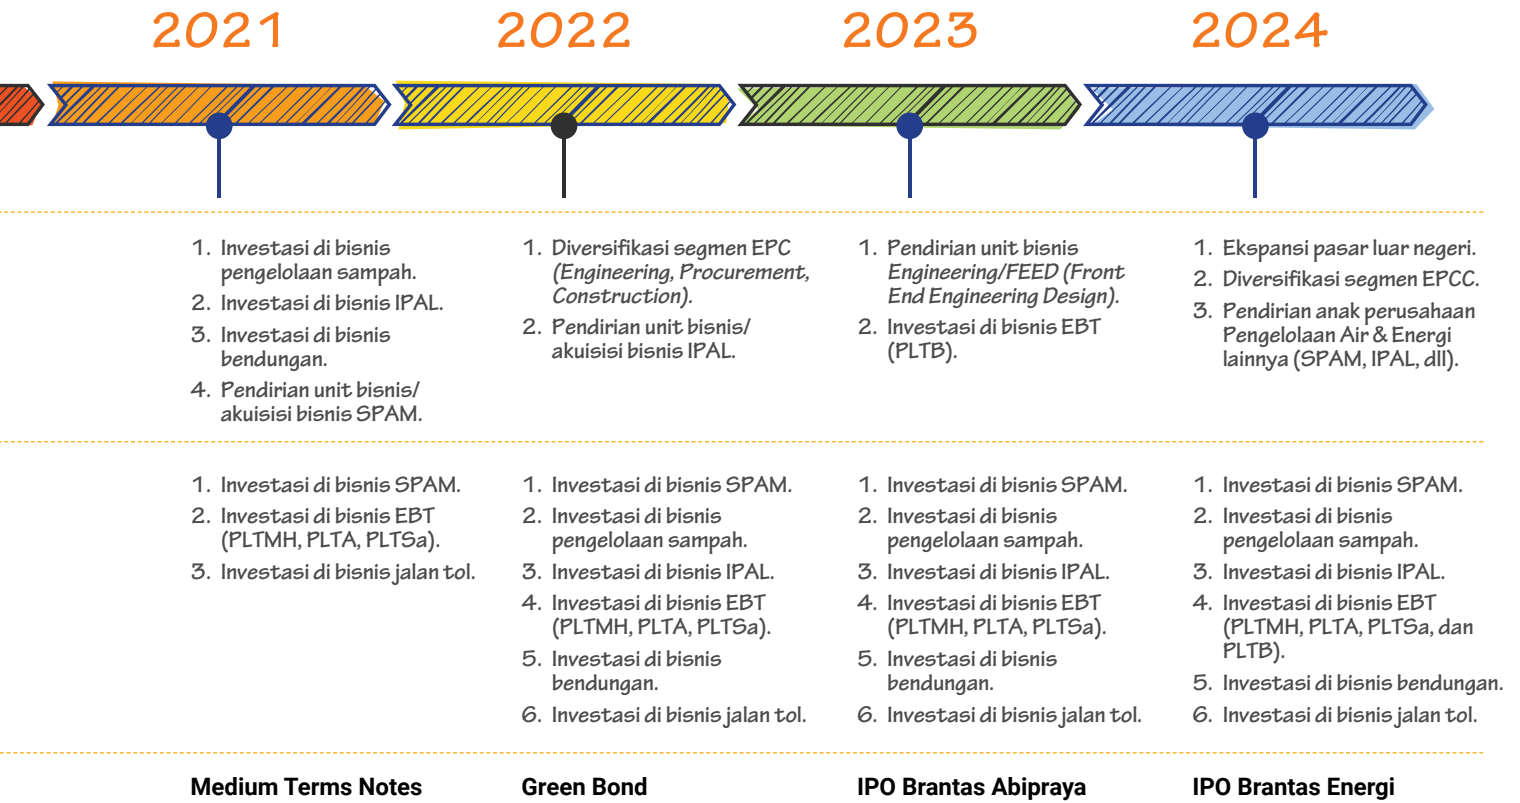 2021
2022
2023
2024
1. Investasi di bisnis
pengelolaan sampah.
2. Investasi di bisnis IPAL.
3. Investasi di bisnis
bendungan.
4. Pendirian unit bisnis/
akuisisi bisnis SPAM.
1. Diversifikasi segmen EPC
(Engineering, Procurement,
Construction).
2. Pendirian unit bisnis/
akuisisi bisnis IPAL.
1. Pendirian unit bisnis
Engineering/FEED (Front
End Engineering Design).
2. Investasi di bisnis EBT
(PLTB).
1. Ekspansi pasar luar negeri.
2. Diversifikasi segmen EPCC.
3. Pendirian anak perusahaan
Pengelolaan Air & Energi
lainnya (SPAM, IPAL, dll).
1. Investasi di bisnis SPAM.
2. Investasi di bisnis EBT
(PLTMH, PLTA, PLTSa).
3. Investasi di bisnis jalan tol.
1. Investasi di bisnis SPAM.
2. Investasi di bisnis
pengelolaan sampah.
3. Investasi di bisnis IPAL.
4. Investasi di bisnis EBT
(PLTMH, PLTA, PLTSa).
5. Investasi di bisnis
bendungan.
6. Investasi di bisnis jalan tol.
1. Investasi di bisnis SPAM.
2. Investasi di bisnis
pengelolaan sampah.
3. Investasi di bisnis IPAL.
4. Investasi di bisnis EBT
(PLTMH, PLTA, PLTSa).
5. Investasi di bisnis
bendungan.
6. Investasi di bisnis jalan tol.
1. Investasi di bisnis SPAM.
2. Investasi di bisnis
pengelolaan sampah.
3. Investasi di bisnis IPAL.
4. Investasi di bisnis EBT
(PLTMH, PLTA, PLTSa, dan
PLTB).
5. Investasi di bisnis bendungan.
6. Investasi di bisnis jalan tol.
Medium Terms Notes
Green Bond
IPO Brantas Abipraya
IPO Brantas Energi